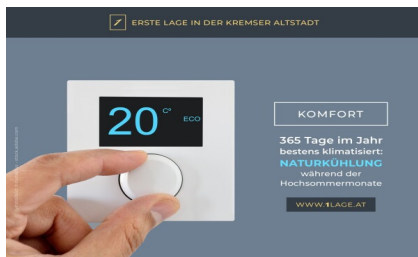 ERSTE LAGE IN DER KREMSER ALTSTADT
20 C° ECO
KOMFORT
365 Tage im Jahr
bestens klimatisiert:
NATURKÜHLUNG
während der
Hochsommermonate
WWW.1LAGE.AT